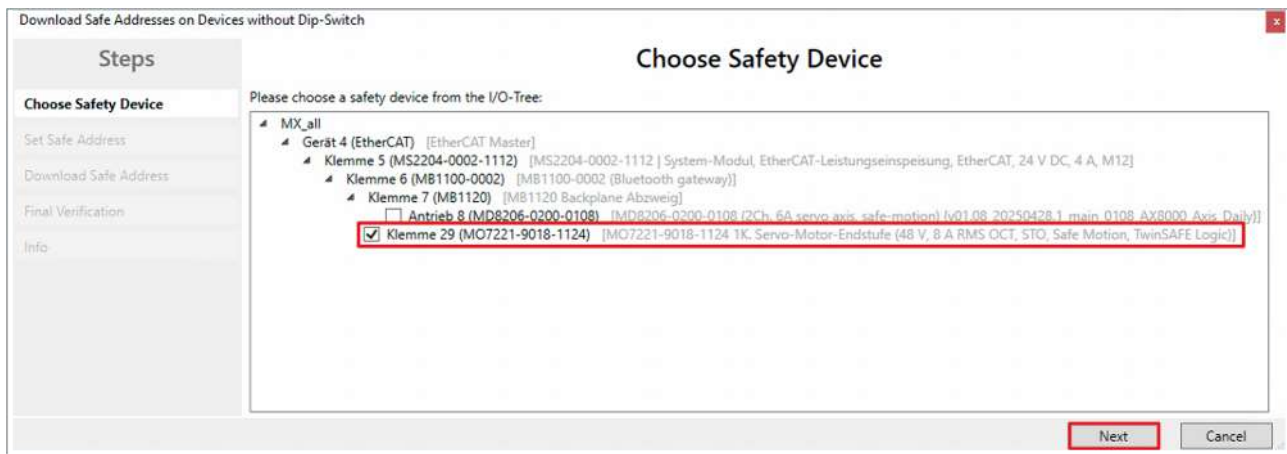 Download Safe Addresses on Devices without Dip-Switch
x
Steps
Choose Safety Device
Set Safe Address
Download Safe Address
Final Verification
Info
Choose Safety Device
Please choose a safety device from the I/O-Tree:
MX_all
Gerät 4 (EtherCAT) [EtherCAT Master]
Klemme 5 (MS2204-0002-1112) [MS2204-0002-1112 | System-Modul, EtherCAT-Leistungseinspeisung, EtherCAT, 24 V DC, 4 A, M12]
Klemme 6 (MB1100-0002) [MB1100-0002 (Bluetooth gateway)]
Klemme 7 (MB1120) [MB1120 Backplane Abzweig]
Antrieb 8 (MD8206-0200-0108) [MD8206-0200-0108 (2Ch. 6A servo axis, safe-motion) (v01.08_20250428.1_main_0108_AX8000_Axis_Daily)]
Klemme 29 (MO7221-9018-1124) [MO7221-9018-1124 1K. Servo-Motor-Endstufe (48 V, 8 A RMS OCT, STO, Safe Motion, TwinSAFE Logic)]
Next
Cancel